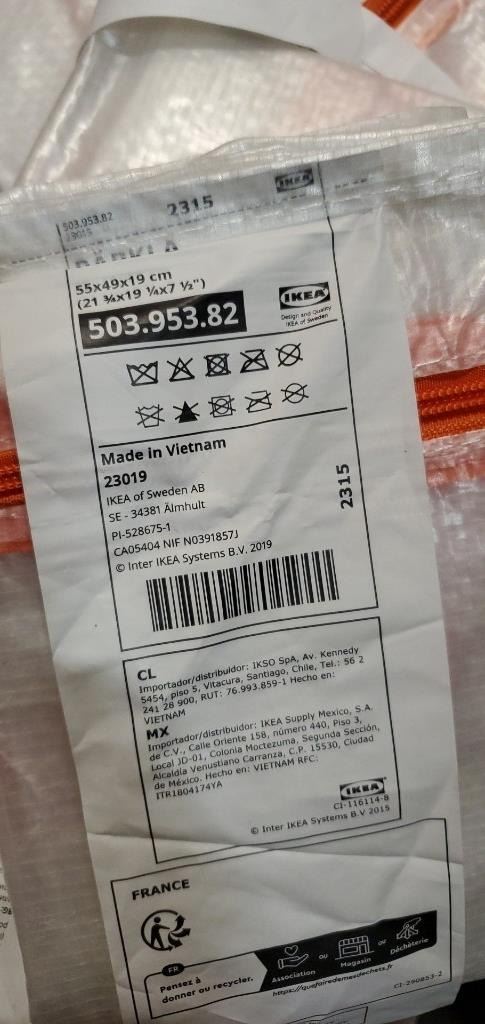 503.953.82
23019
2315
IKEA
55x49x19 cm
(21 ¾x19 ¼x7 ½")
503.953.82
IKEA
Design and Quality
IKEA of Sweden
Made in Vietnam
23019
IKEA of Sweden AB
SE - 34381 Älmhult
PI-528675-1
CA05404 NIF N0391857J
© Inter IKEA Systems B.V. 2019
2315
CL
Importador/distribuidor: IKSO SpA, Av. Kennedy
5454, piso 5, Vitacura, Santiago, Chile, Tel.: 56 2
241 28 900, RUT: 76.993.859-1 Hecho en:
VIETNAM
MX
Importador/distribuidor: IKEA Supply Mexico, S.A.
de C.V., Calle Oriente 158, número 440, Piso 3,
Local JD-01, Colonia Moctezuma, Segunda Sección,
Alcaldía Venustiano Carranza, C.P. 15530, Ciudad
de México. Hecho en: VIETNAM RFC:
ITR1804174YA
IKEA
CI-116114-8
© Inter IKEA Systems B.V 2015
FRANCE
FR
Pensez à
donner ou recycler.
Association
ou
Magasin
or
Déchèterie
https://quefairedemesdechets.fr
CI-290853-2